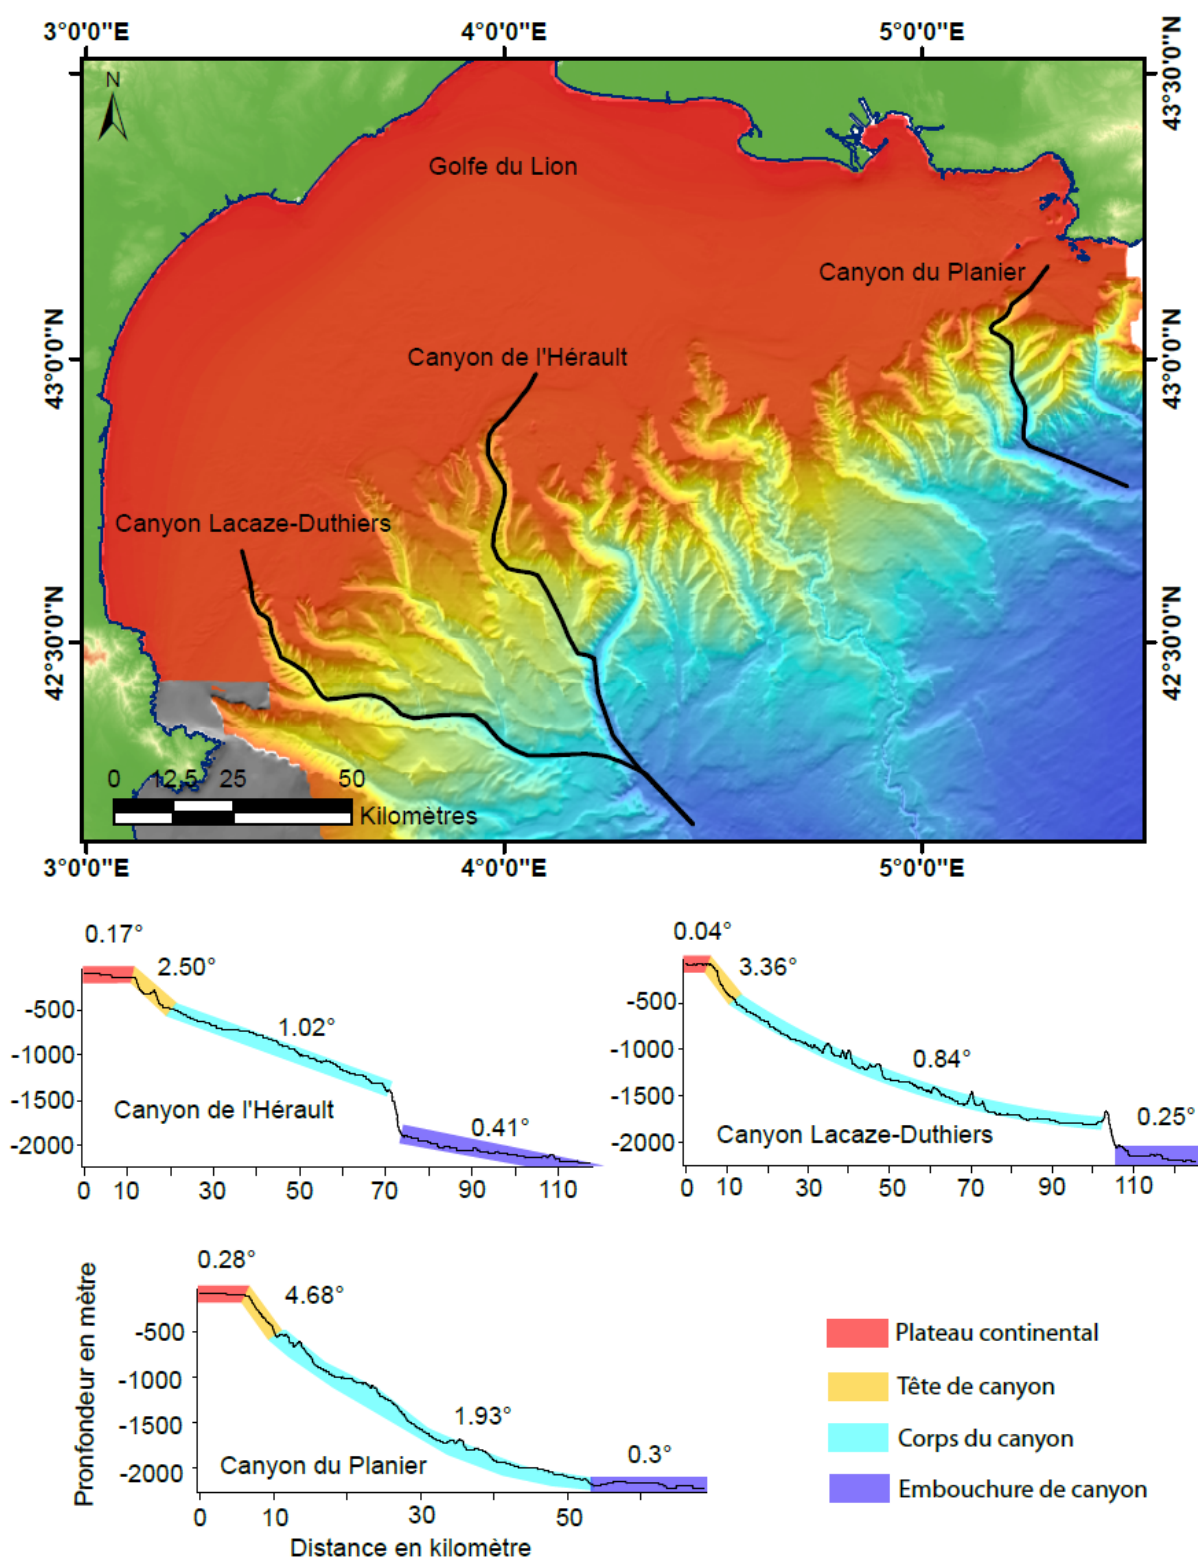 3°0'0"E 4°0'0"E 5°0'0"E
43°30'0"N
N
Golfe du Lion
Canyon du Planier
43°0'0"N 43°0'0"N
Canyon de l'Hérault
Canyon Lacaze-Duthiers
42°30'0"N 42°30'0"N
0 12,5 25 50
Kilomètres
3°0'0"E 4°0'0"E 5°0'0"E
0.17°
2.50°
-500
1.02°
-1000
-1500
Canyon de l'Hérault
0.41°
-2000
0 10 30 50 70 90 110
0.04°
3.36°
-500
-1000
0.84°
-1500
0.25°
-2000
Canyon Lacaze-Duthiers
0 10 30 50 70 90 110
0.28°
4.68°
Pronfondeur en mètre
-500
-1000
-1500
1.93°
0.3°
-2000
Canyon du Planier
0 10 30 50
Distance en kilomètre
Plateau continental
Tête de canyon
Corps du canyon
Embouchure de canyon